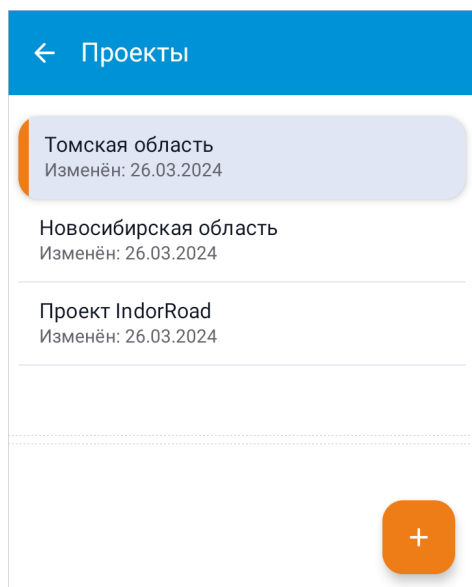 Проекты
Томская область
Изменён: 26.03.2024
Новосибирская область
Изменён: 26.03.2024
Проект IndorRoad
Изменён: 26.03.2024